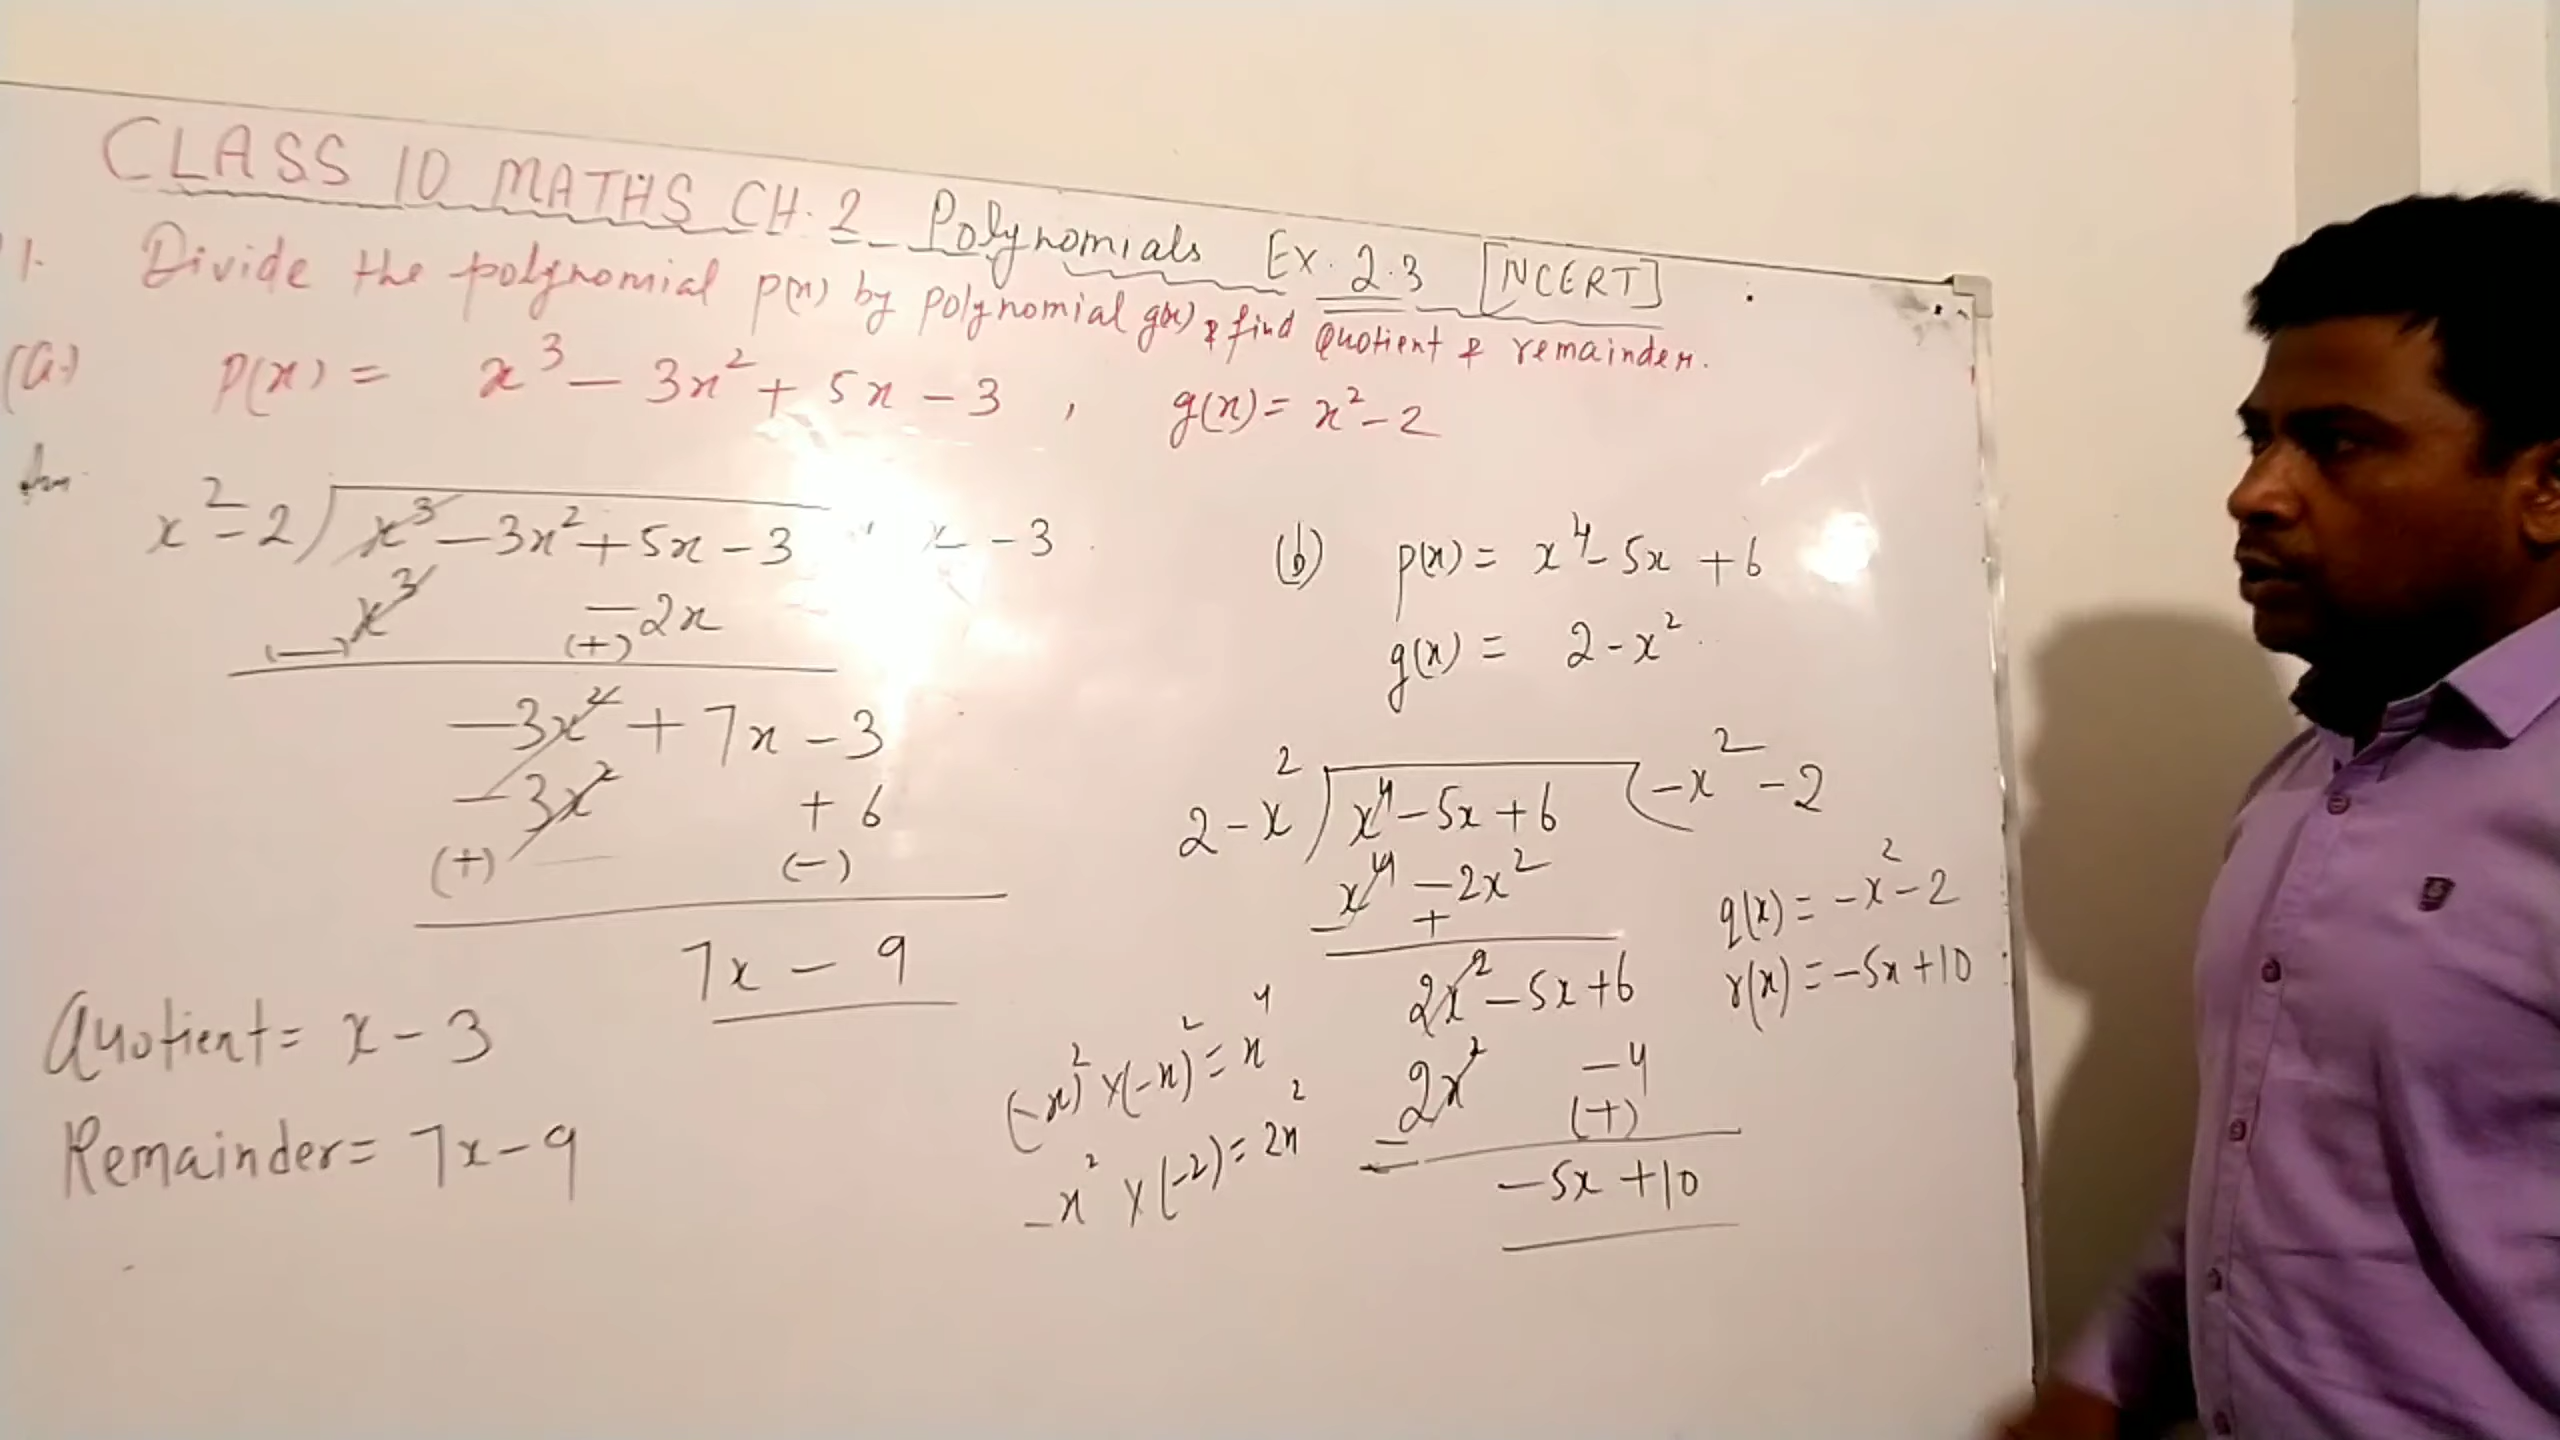 CLASS 10 MATHS CH. 2 Polynomials Ex. 2.3 [NCERT]
1. Divide the polynomial p(x) by polynomial g(x) & find Quotient & remainder.
(a) P(x) = x³ - 3x² + 5x - 3 , g(x) = x² - 2
x² - 2 ) x³ - 3x² + 5x - 3 x - 3
x³ - 2x
(-) (+)
-3x² + 7x - 3
-3x² + 6
(+) (-)
7x - 9
Quotient = x - 3
Remainder = 7x - 9
(b) p(x) = x⁴ - 5x + 6
g(x) = 2 - x²
2 - x² ) x⁴ - 5x + 6 ( -x² - 2
x⁴ - 2x²
- +
2x² - 5x + 6
2x² - 4
- (+)
-5x + 10
q(x) = -x² - 2
r(x) = -5x + 10
(-x)² x (-x)² = x⁴
-x² x (-2) = 2x²